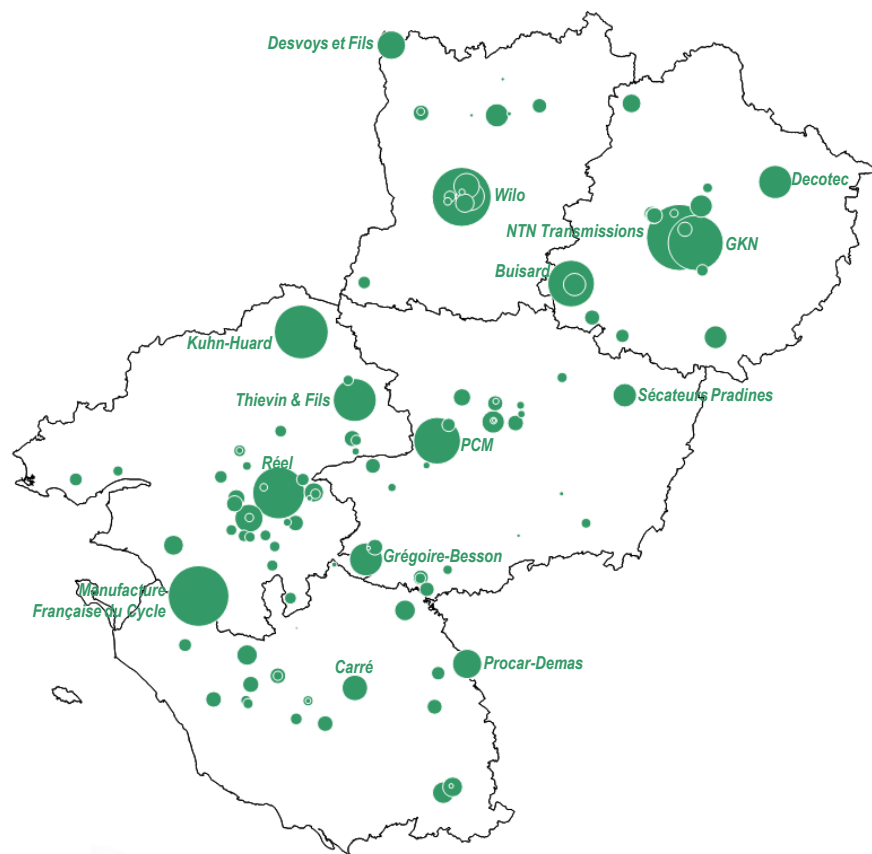 Desvoys et Fils
Wilo
Decotec
NTN Transmissions
GKN
Buisard
Kuhn-Huard
Thievin & Fils
Sécateurs Pradines
PCM
Réel
Grégoire-Besson
Manufacture
Française du Cycle
Carré
Procar-Demas